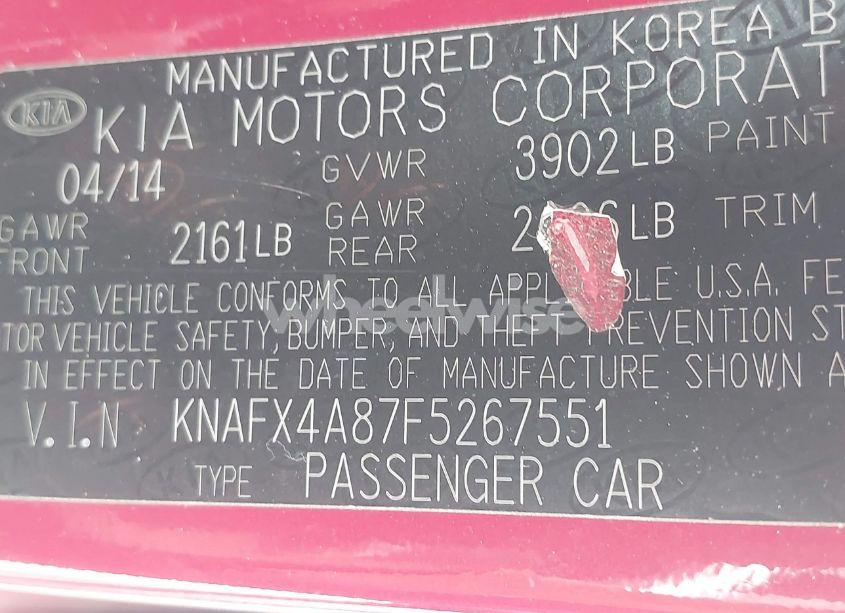 MANUFACTURED IN KOREA B
KIA KIA MOTORS CORPORAT
04/14 GVWR 3902LB PAINT
GAWR FRONT 2161LB GAWR REAR LB TRIM
THIS VEHICLE CONFORMS TO ALL U.S.A. FE
TOR VEHICLE SAFETY, BUMPER, AND THEFT PREVENTION ST
IN EFFECT ON THE DATE OF MANUFACTURE SHOWN A
V.I.N KNAFX4A87F5267551
TYPE PASSENGER CAR
wheelwise